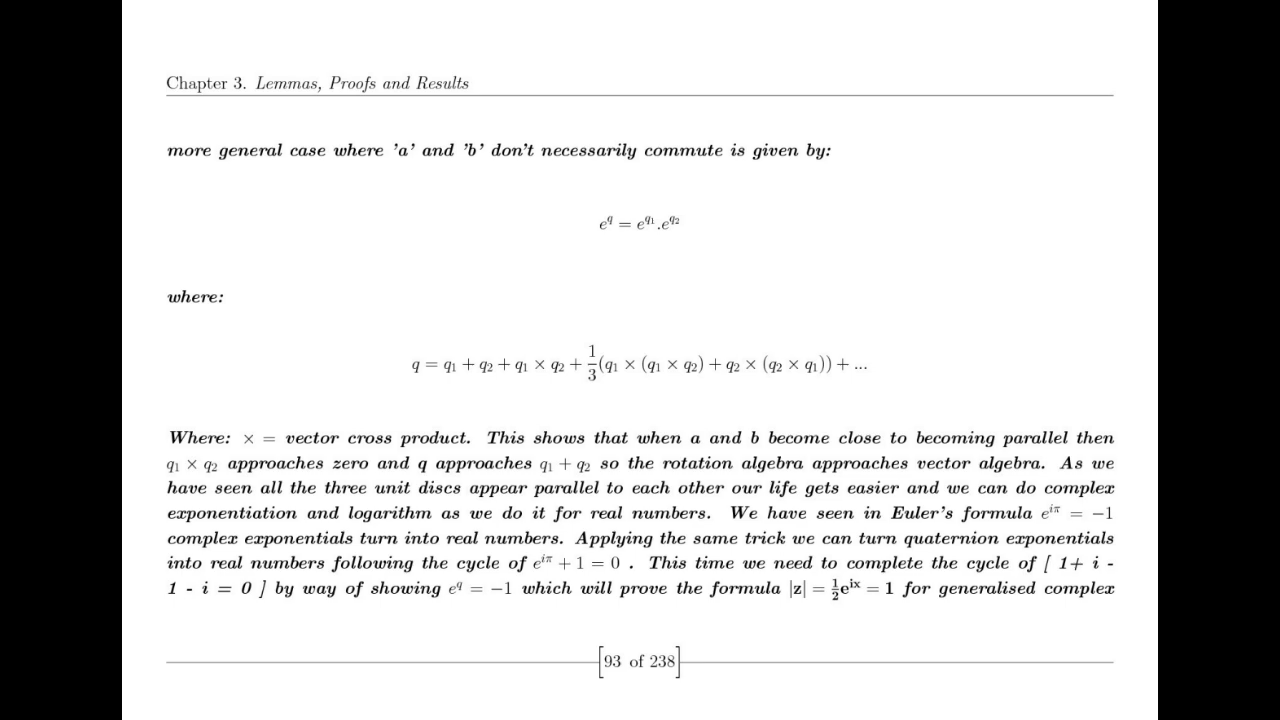 Chapter 3. Lemmas, Proofs and Results
more general case where 'a' and 'b' don't necessarily commute is given by:
e^q = e^{q_1}.e^{q_2}
where:
q = q_1 + q_2 + q_1 × q_2 + \frac{1}{3}(q_1 × (q_1 × q_2) + q_2 × (q_2 × q_1)) + ...
Where: × = vector cross product. This shows that when a and b become close to becoming parallel then
q_1 × q_2 approaches zero and q approaches q_1 + q_2 so the rotation algebra approaches vector algebra. As we
have seen all the three unit discs appear parallel to each other our life gets easier and we can do complex
exponentiation and logarithm as we do it for real numbers. We have seen in Euler's formula e^{iπ} = −1
complex exponentials turn into real numbers. Applying the same trick we can turn quaternion exponentials
into real numbers following the cycle of e^{iπ} + 1 = 0 . This time we need to complete the cycle of [ 1+ i -
1 - i = 0 ] by way of showing e^q = −1 which will prove the formula |z| = \frac{1}{2}e^{ix} = 1 for generalised complex
[93 of 238]